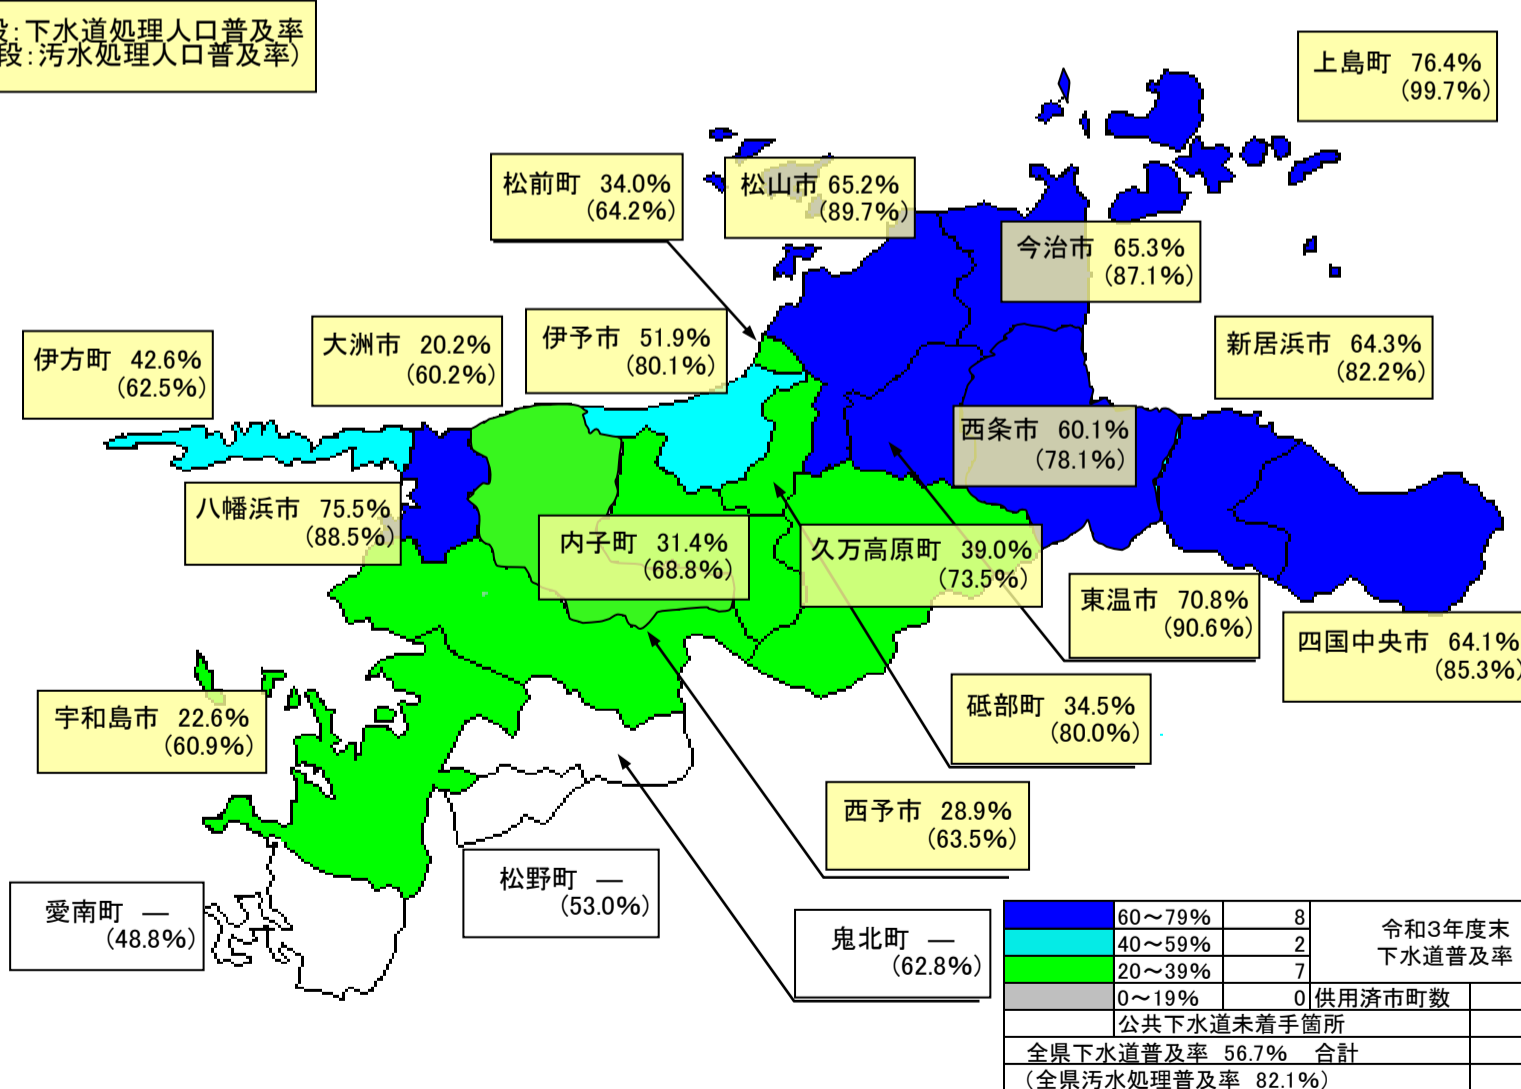 段:下水道処理人口普及率
段:汚水処理人口普及率)
上島町 76.4%
(99.7%)
松前町 34.0%
(64.2%)
松山市 65.2%
(89.7%)
今治市 65.3%
(87.1%)
伊方町 42.6%
(62.5%)
大洲市 20.2%
(60.2%)
伊予市 51.9%
(80.1%)
新居浜市 64.3%
(82.2%)
西条市 60.1%
(78.1%)
八幡浜市 75.5%
(88.5%)
内子町 31.4%
(68.8%)
久万高原町 39.0%
(73.5%)
東温市 70.8%
(90.6%)
四国中央市 64.1%
(85.3%)
宇和島市 22.6%
(60.9%)
砥部町 34.5%
(80.0%)
西予市 28.9%
(63.5%)
松野町 ―
(53.0%)
愛南町 ―
(48.8%)
鬼北町 ―
(62.8%)
60~79% 8
令和3年度末
40~59% 2
下水道普及率
20~39% 7
0~19% 0 供用済市町数
公共下水道未着手箇所
全県下水道普及率 56.7% 合計
(全県汚水処理普及率 82.1%)